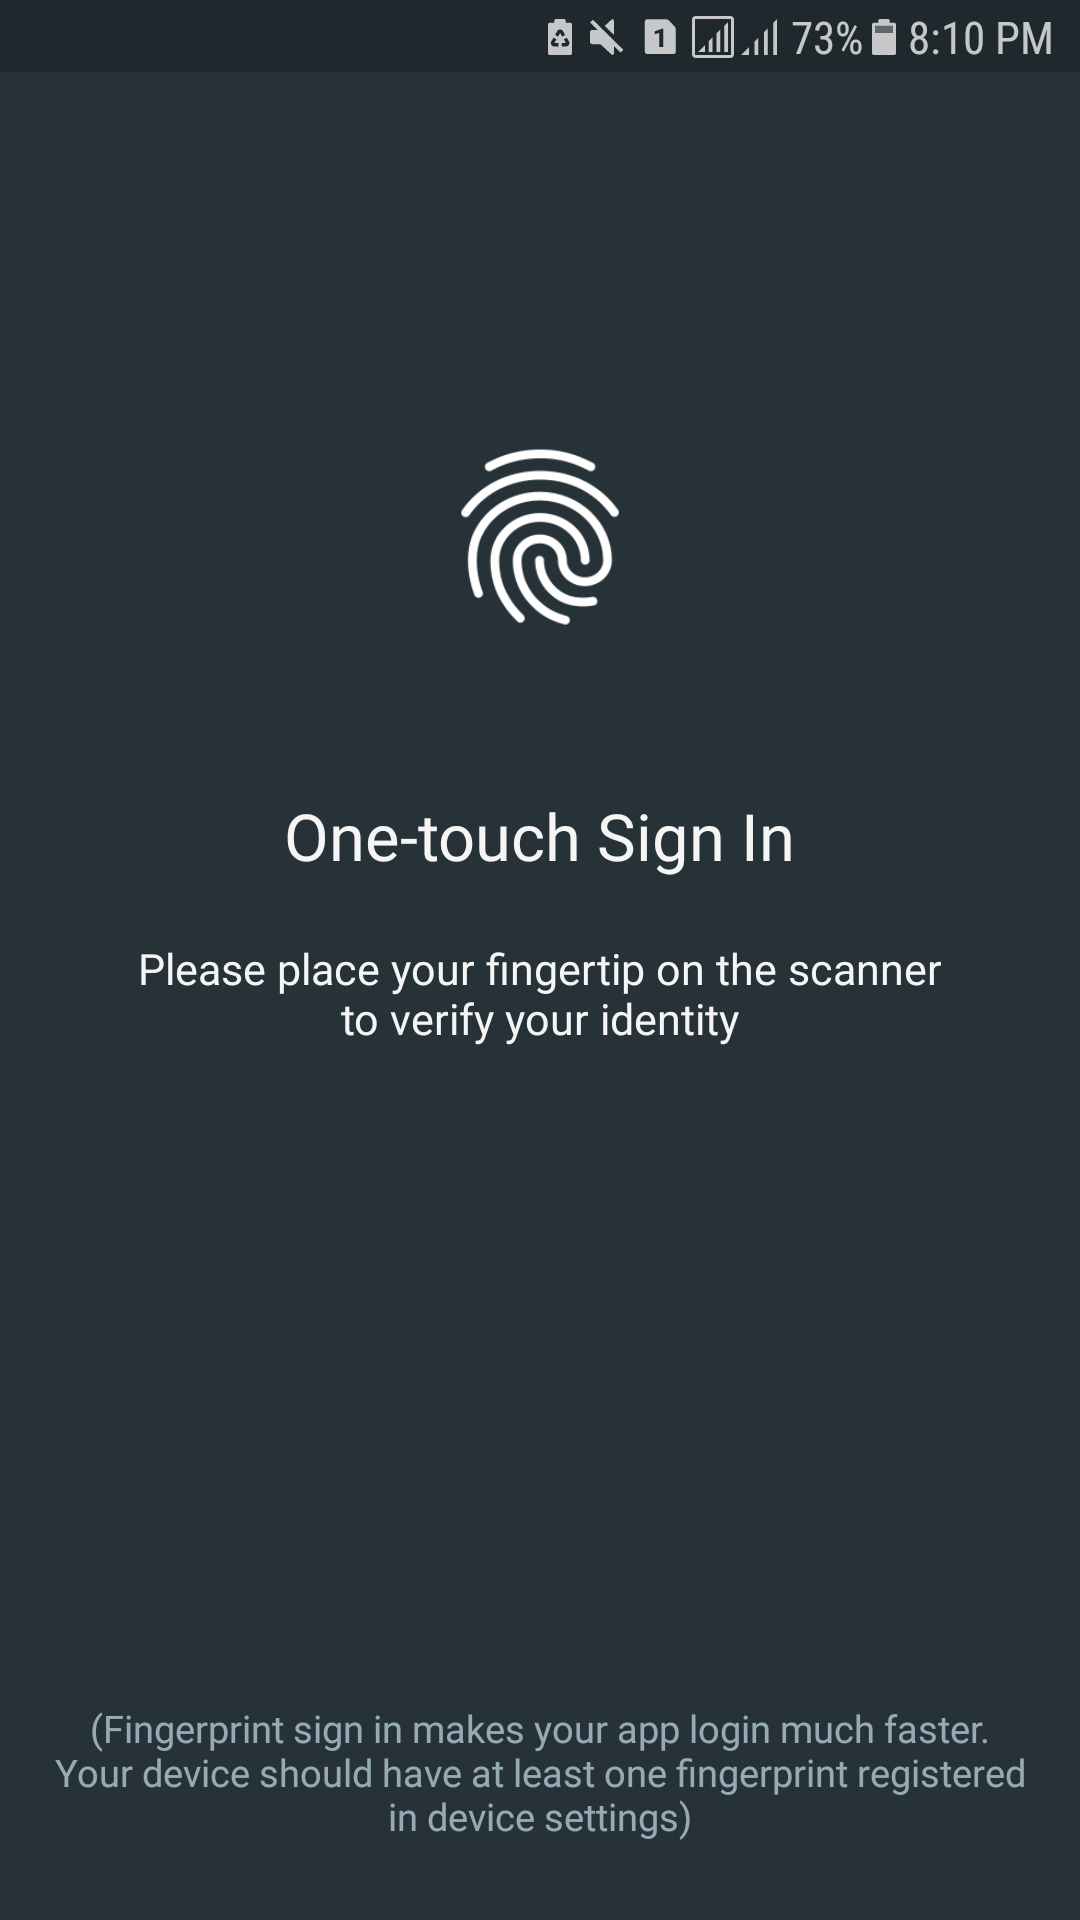 1 73% 8:10 PM
One-touch Sign In
Please place your fingertip on the scanner
to verify your identity
(Fingerprint sign in makes your app login much faster.
Your device should have at least one fingerprint registered
in device settings)